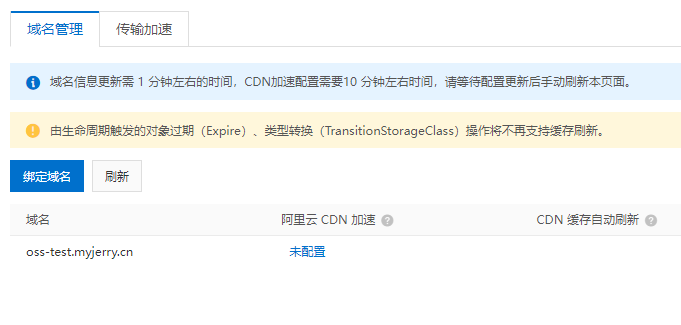 域名管理 传输加速
域名信息更新需 1 分钟左右的时间，CDN加速配置需要10 分钟左右时间，请等待配置更新后手动刷新本页面。
由生命周期触发的对象过期（Expire）、类型转换（TransitionStorageClass）操作将不再支持缓存刷新。
绑定域名 刷新
域名 阿里云 CDN 加速 CDN 缓存自动刷新
oss-test.myjerry.cn 未配置